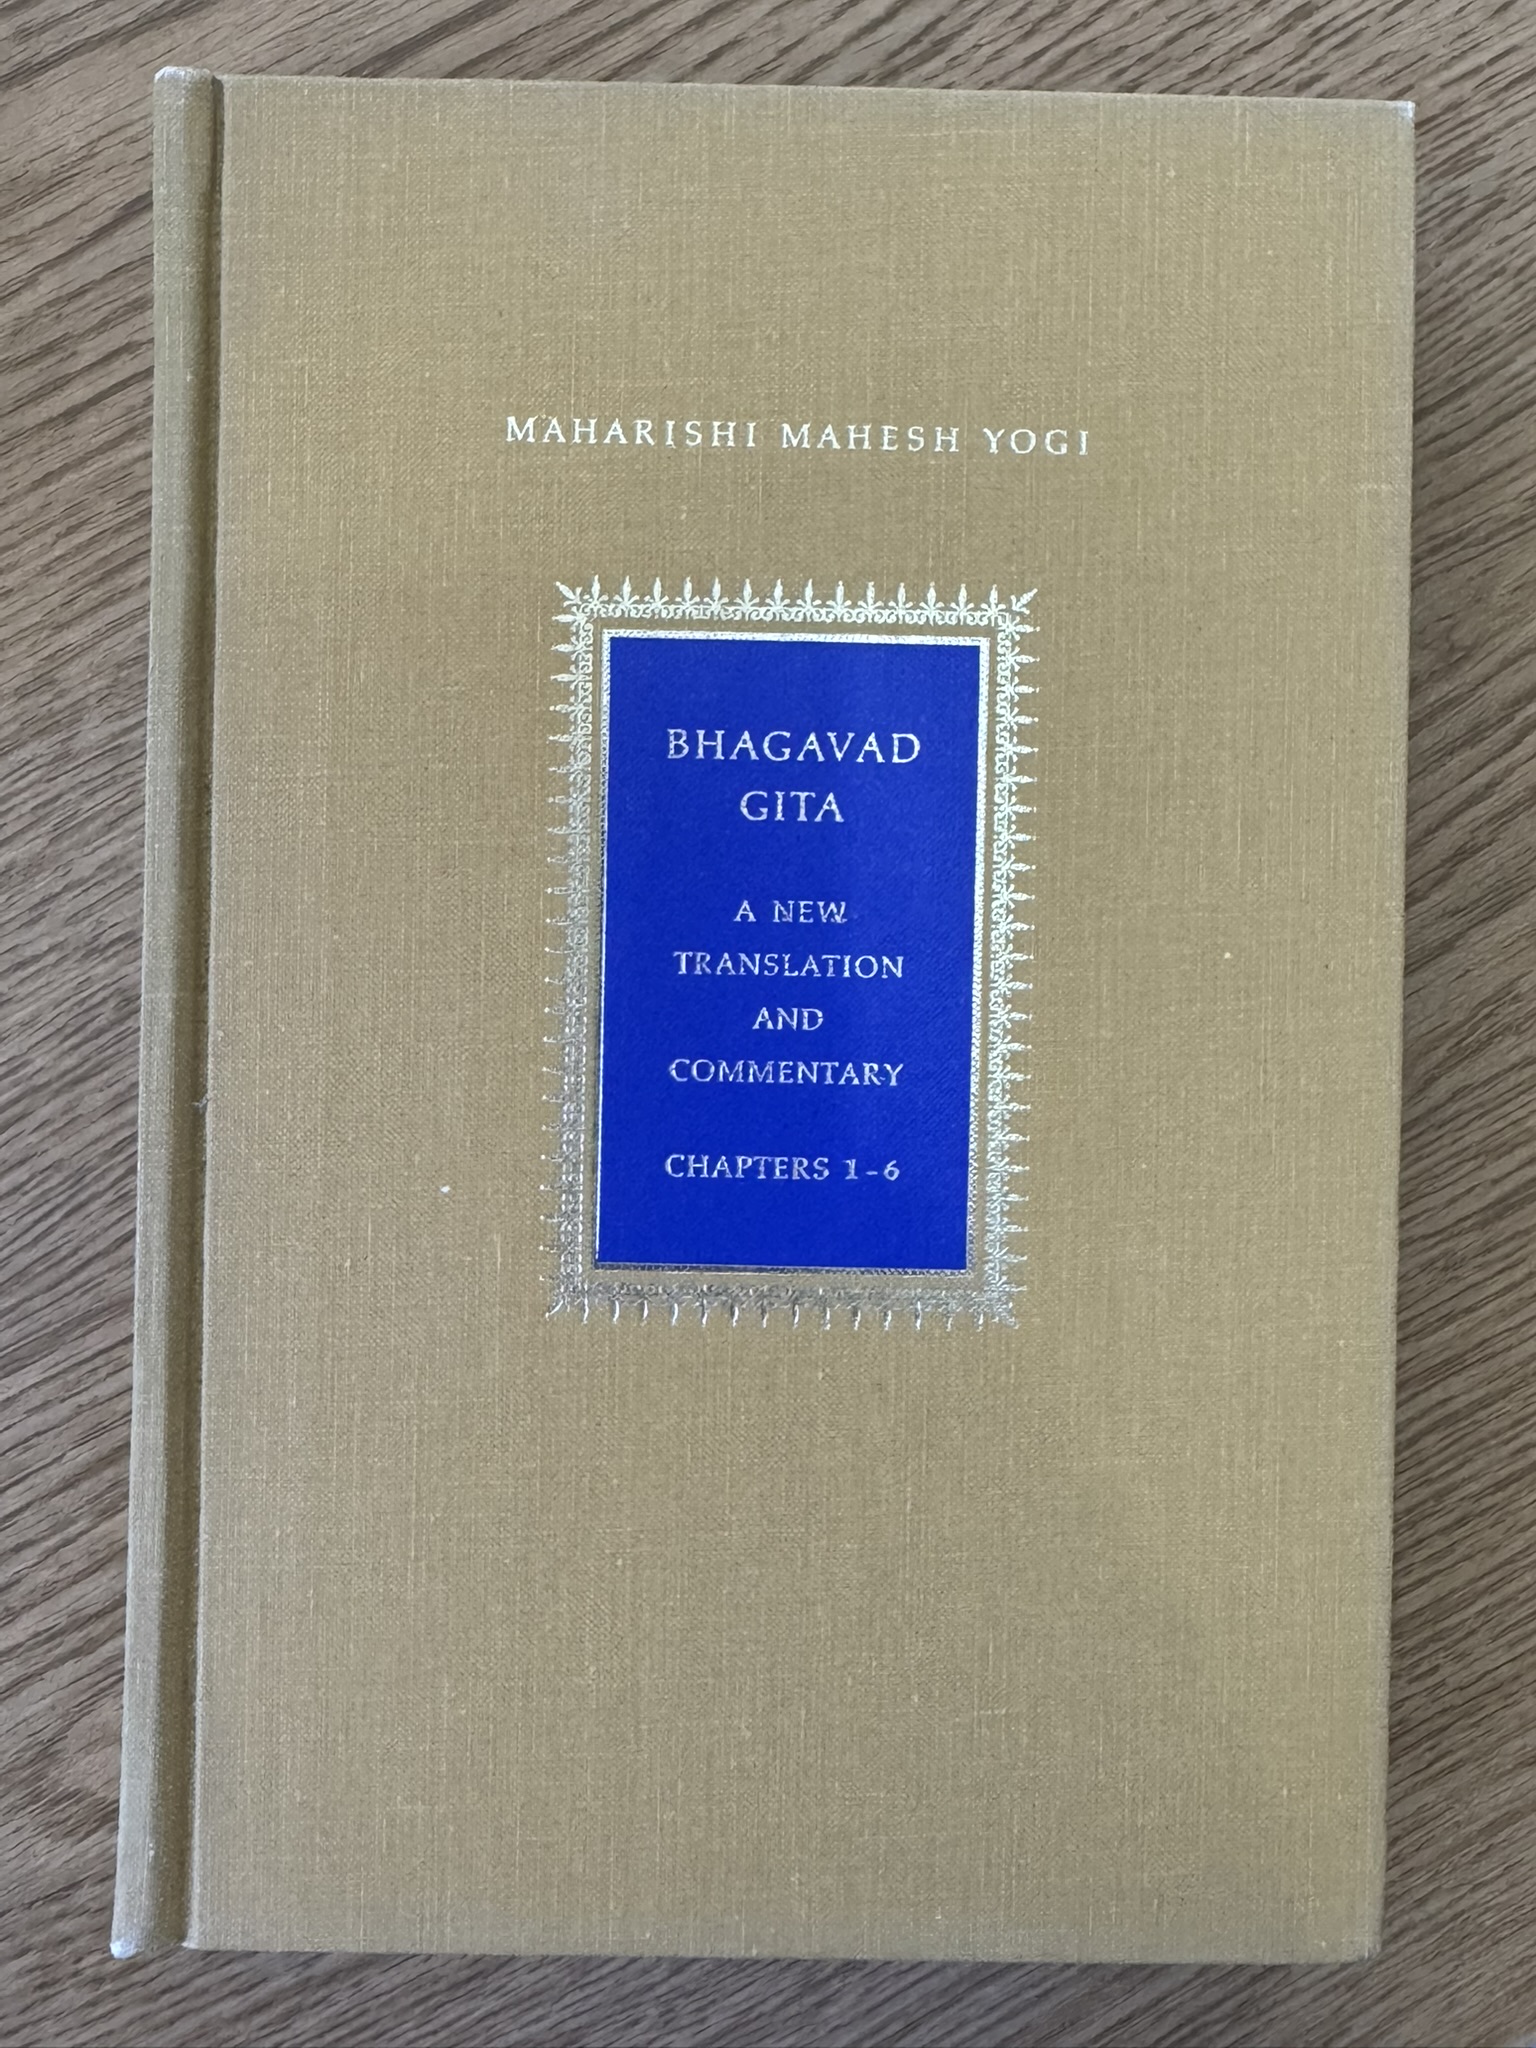 MAHARISHI MAHESH YOGI
BHAGAVAD
GITA
A NEW
TRANSLATION
AND
COMMENTARY
CHAPTERS 1-6